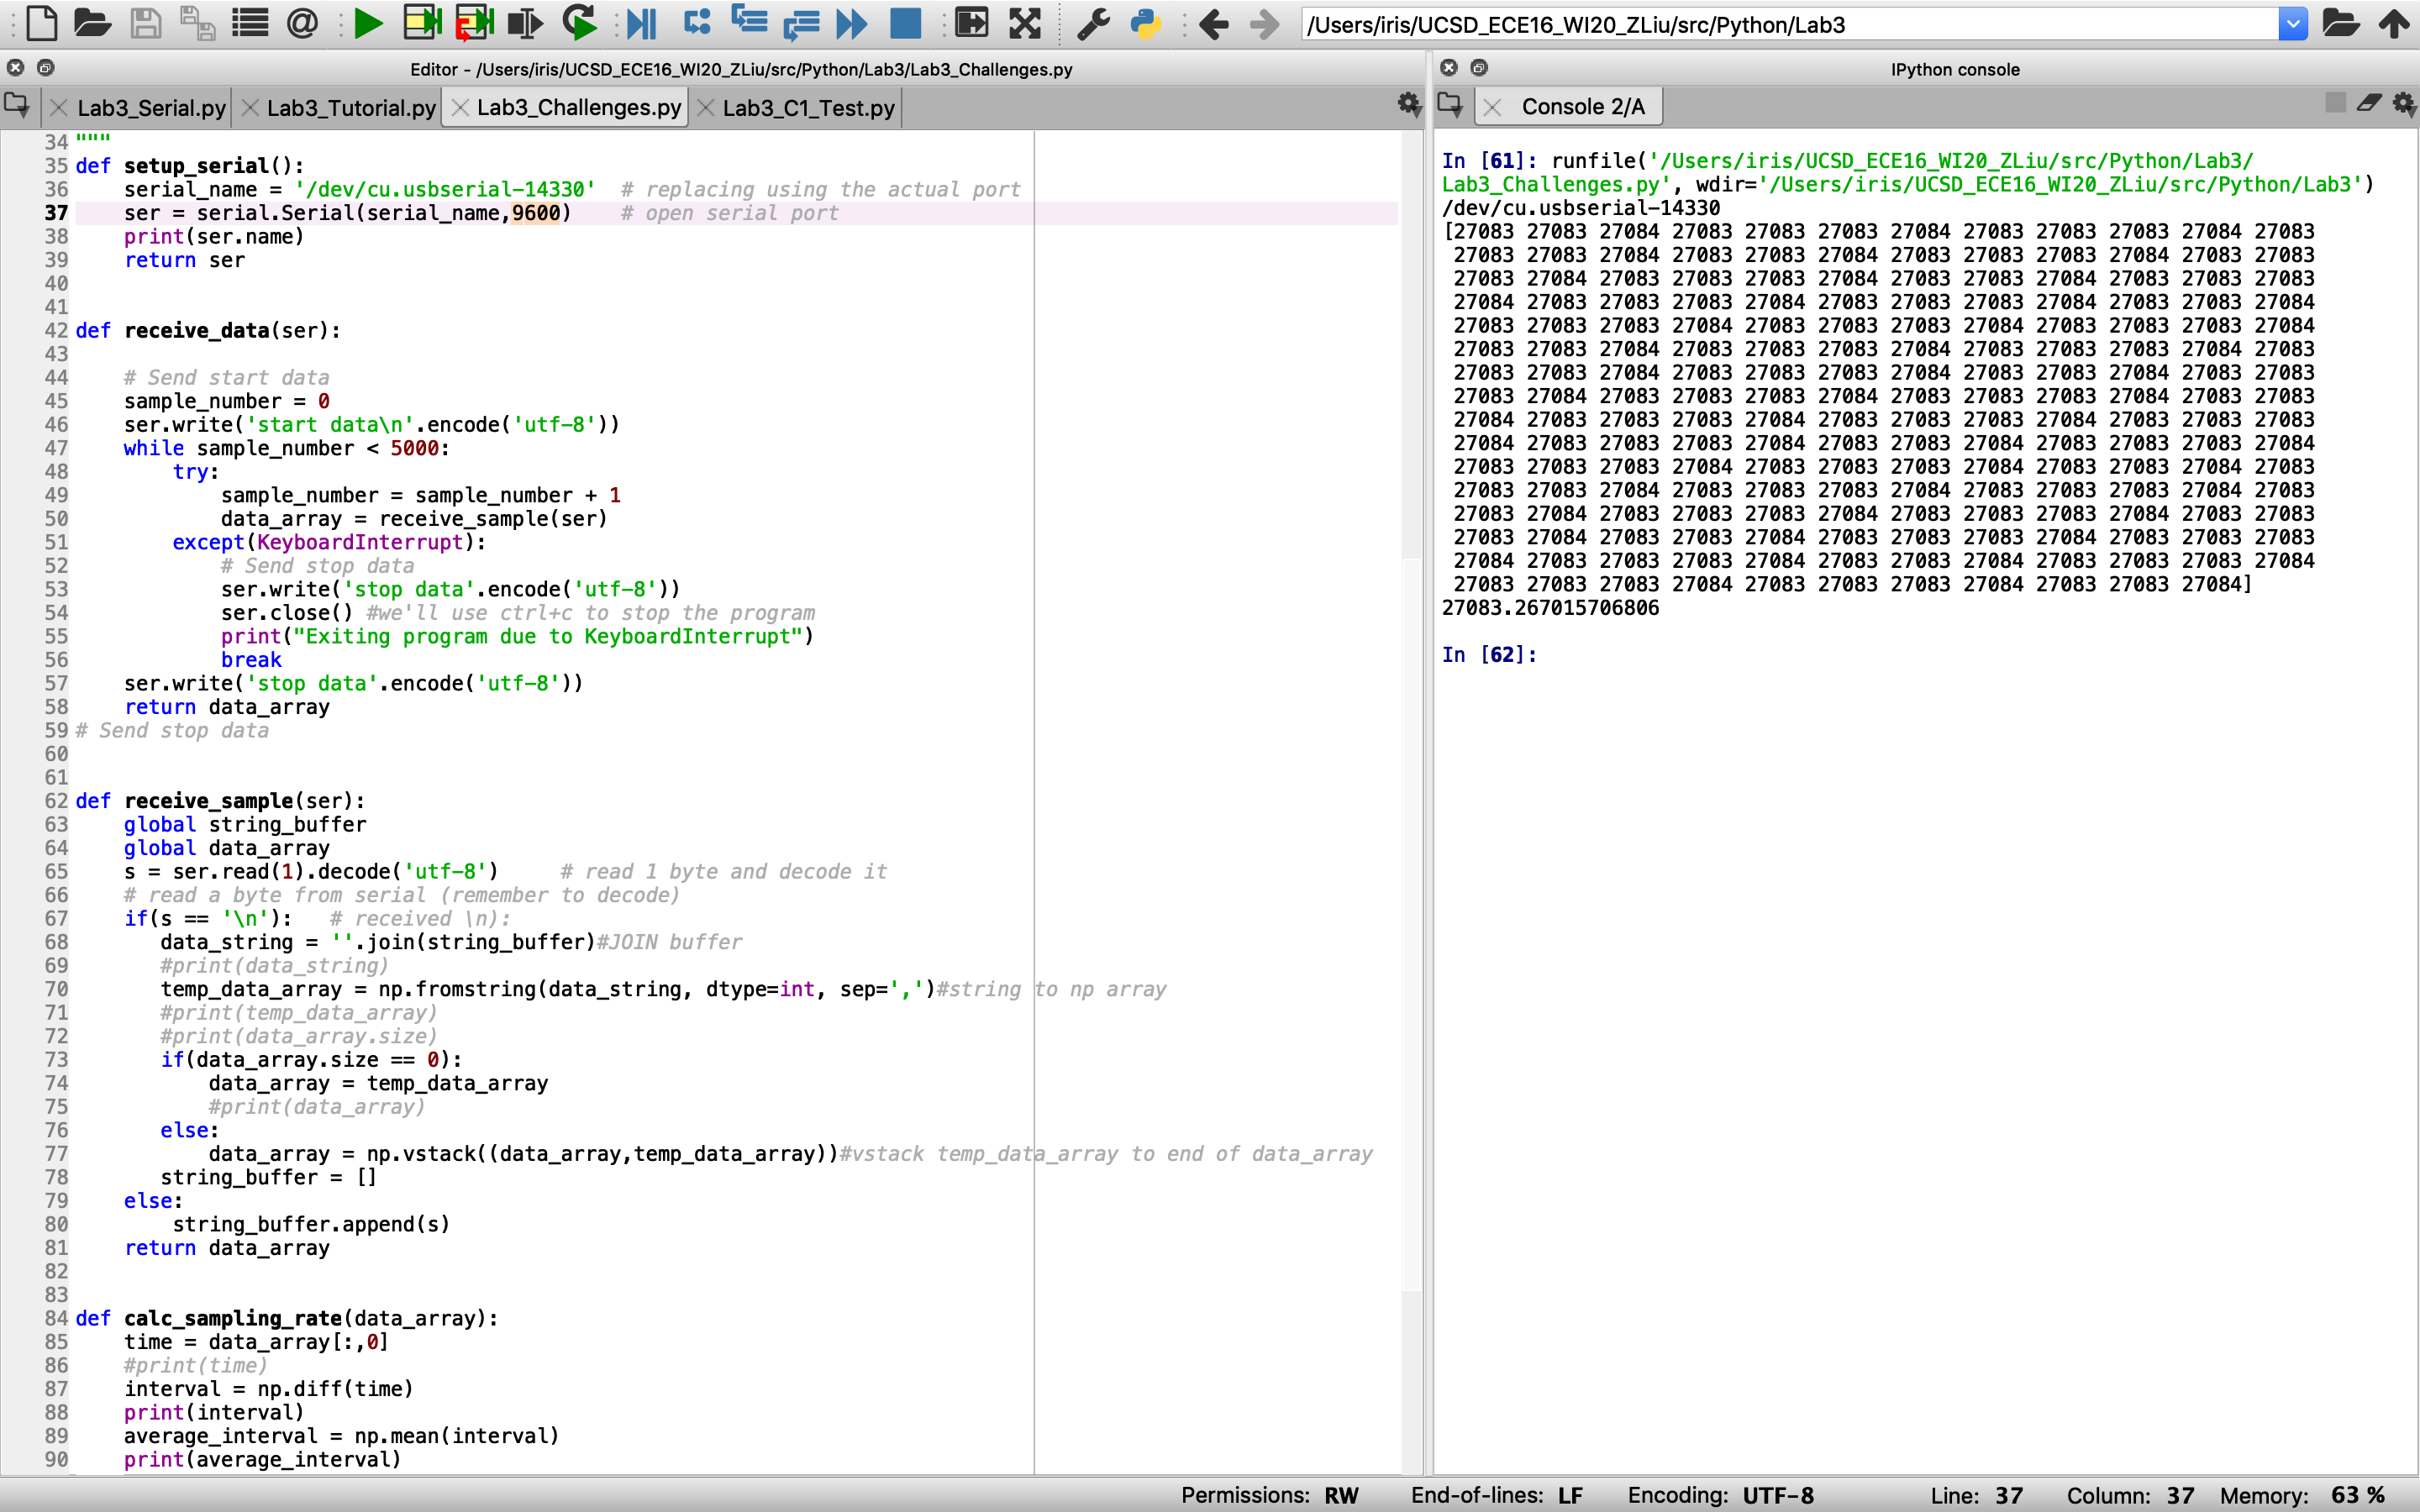 /Users/iris/UCSD_ECE16_WI20_ZLiu/src/Python/Lab3
Editor - /Users/iris/UCSD_ECE16_WI20_ZLiu/src/Python/Lab3/Lab3_Challenges.py
Lab3_Serial.py Lab3_Tutorial.py Lab3_Challenges.py Lab3_C1_Test.py
34 """
35 def setup_serial():
36     serial_name = '/dev/cu.usbserial-14330'  # replacing using the actual port
37     ser = serial.Serial(serial_name,9600)    # open serial port
38     print(ser.name)
39     return ser
40
41
42 def receive_data(ser):
43
44     # Send start data
45     sample_number = 0
46     ser.write('start data\n'.encode('utf-8'))
47     while sample_number < 5000:
48         try:
49             sample_number = sample_number + 1
50             data_array = receive_sample(ser)
51         except(KeyboardInterrupt):
52             # Send stop data
53             ser.write('stop data'.encode('utf-8'))
54             ser.close() #we'll use ctrl+c to stop the program
55             print("Exiting program due to KeyboardInterrupt")
56             break
57     ser.write('stop data'.encode('utf-8'))
58     return data_array
59 # Send stop data
60
61
62 def receive_sample(ser):
63     global string_buffer
64     global data_array
65     s = ser.read(1).decode('utf-8')     # read 1 byte and decode it
66     # read a byte from serial (remember to decode)
67     if(s == '\n'):   # received \n):
68        data_string = ''.join(string_buffer)#JOIN buffer
69        #print(data_string)
70        temp_data_array = np.fromstring(data_string, dtype=int, sep=',')#string to np array
71        #print(temp_data_array)
72        #print(data_array.size)
73        if(data_array.size == 0):
74            data_array = temp_data_array
75            #print(data_array)
76        else:
77            data_array = np.vstack((data_array,temp_data_array))#vstack temp_data_array to end of data_array
78        string_buffer = []
79     else:
80         string_buffer.append(s)
81     return data_array
82
83
84 def calc_sampling_rate(data_array):
85     time = data_array[:,0]
86     #print(time)
87     interval = np.diff(time)
88     print(interval)
89     average_interval = np.mean(interval)
90     print(average_interval)
IPython console
Console 2/A
In [61]: runfile('/Users/iris/UCSD_ECE16_WI20_ZLiu/src/Python/Lab3/
Lab3_Challenges.py', wdir='/Users/iris/UCSD_ECE16_WI20_ZLiu/src/Python/Lab3')
/dev/cu.usbserial-14330
[27083 27083 27084 27083 27083 27083 27084 27083 27083 27083 27084 27083
27083 27083 27084 27083 27083 27084 27083 27083 27083 27084 27083 27083
27083 27084 27083 27083 27083 27084 27083 27083 27084 27083 27083 27083
27084 27083 27083 27083 27084 27083 27083 27083 27084 27083 27083 27084
27083 27083 27083 27084 27083 27083 27083 27084 27083 27083 27083 27084
27083 27083 27084 27083 27083 27083 27084 27083 27083 27083 27084 27083
27083 27083 27084 27083 27083 27083 27084 27083 27083 27084 27083 27083
27083 27084 27083 27083 27083 27084 27083 27083 27083 27084 27083 27083
27084 27083 27083 27083 27084 27083 27083 27083 27084 27083 27083 27083
27084 27083 27083 27083 27084 27083 27083 27084 27083 27083 27083 27084
27083 27083 27083 27084 27083 27083 27083 27084 27083 27083 27084 27083
27083 27083 27084 27083 27083 27083 27084 27083 27083 27083 27084 27083
27083 27084 27083 27083 27083 27084 27083 27083 27083 27084 27083 27083
27083 27084 27083 27083 27084 27083 27083 27083 27084 27083 27083 27083
27084 27083 27083 27083 27084 27083 27083 27084 27083 27083 27083 27084
27083 27083 27083 27084 27083 27083 27083 27084 27083 27083 27084]
27083.267015706806
In [62]:
Permissions: RW End-of-lines: LF Encoding: UTF-8 Line: 37 Column: 37 Memory: 63 %